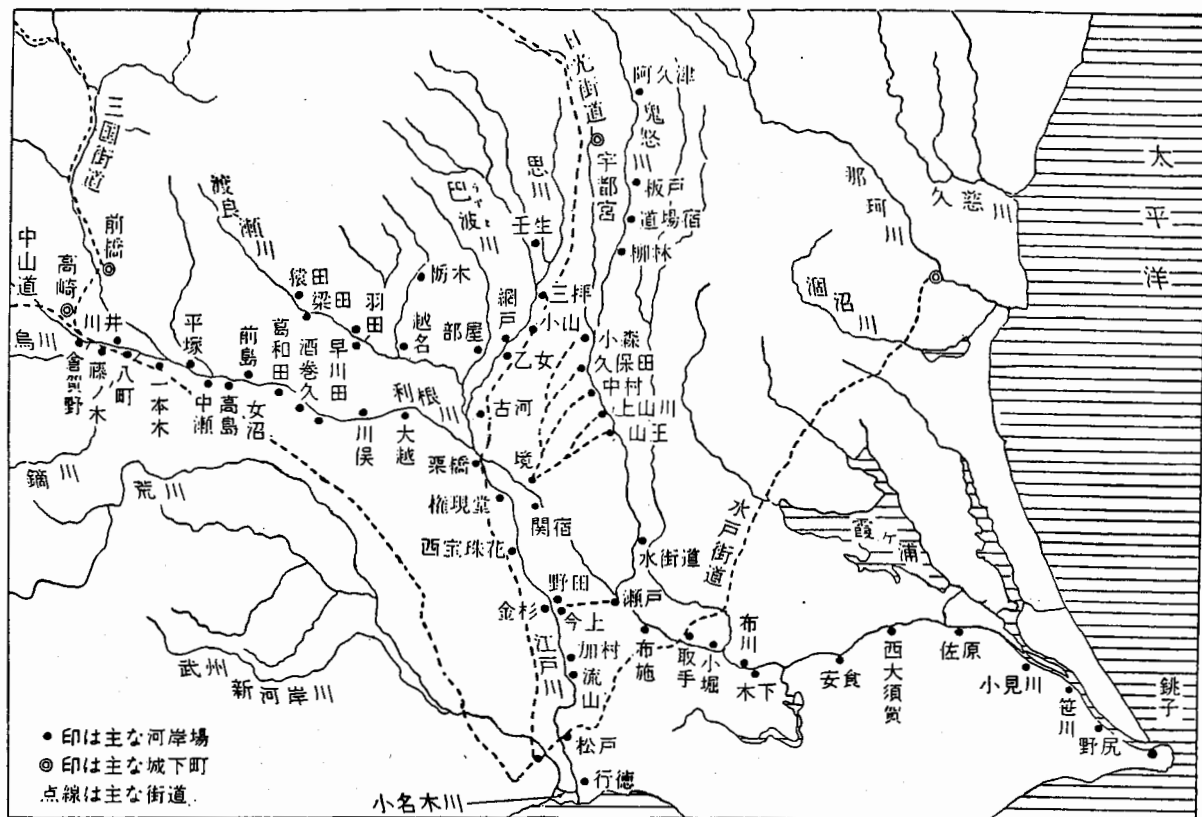 三国街道
前橋
高崎
中山道
烏川
倉賀野
川井
藤ノ木
八町
一本木
平塚
中瀬
高島
前島
女沼
葛和田
酒巻
久
川俣
大越
利根川
渡良瀬川
猿田
梁田
羽田
早川田
越名
栃木
部屋
巴波川
うずま
思川
壬生
網戸
三拝
小山
乙女
古河
日光街道
宇都宮
阿久津
鬼怒川
板戸
道場宿
柳林
小森
久保田
中村
上山川
山王
境
栗橋
権現堂
関宿
西宝珠花
金杉
野田
今上
瀬戸
水街道
江戸川
加村
流山
松戸
行徳
小名木川
鏑川
荒川
武州
新河岸川
水戸街道
布施
取手
小堀
布川
木下
安食
西大須賀
佐原
小見川
笹川
野尻
銚子
霞ヶ浦
那珂川
涸沼川
久慈川
太平洋
●印は主な河岸場
◎印は主な城下町
点線は主な街道